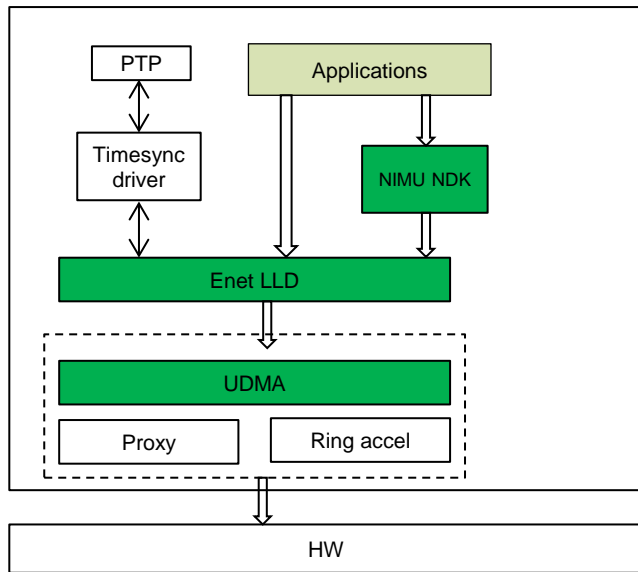 PTP
Applications
Timesync
driver
NIMU NDK
Enet LLD
UDMA
Proxy
Ring accel
HW